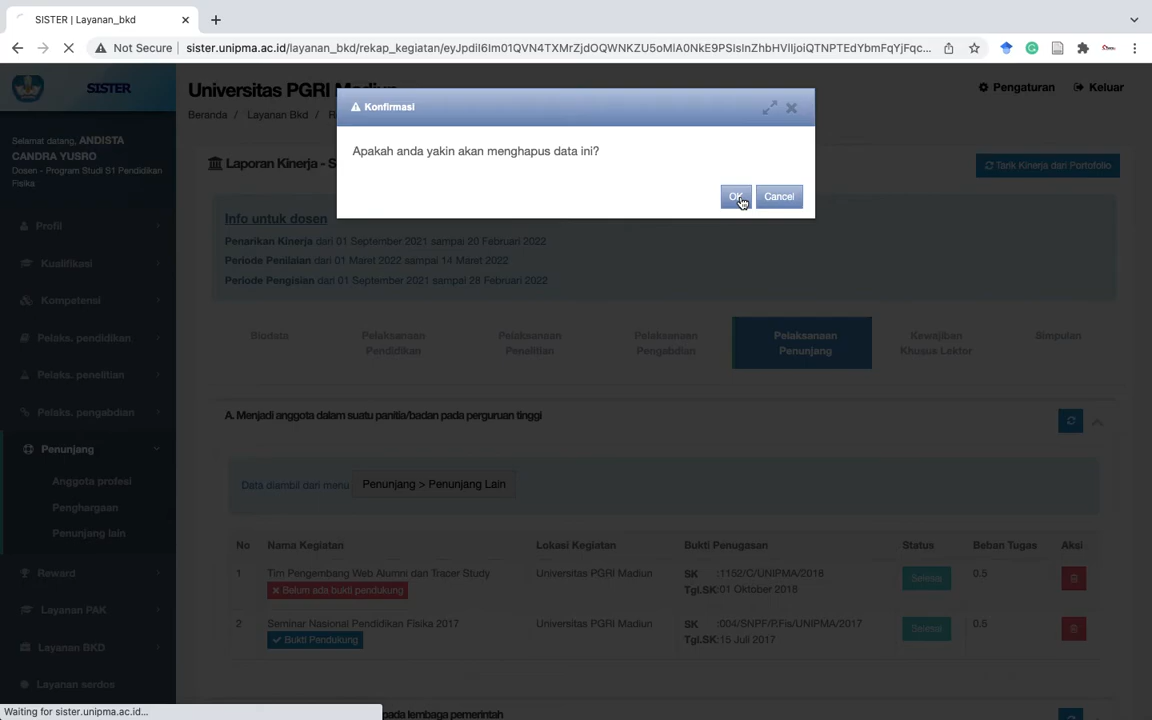 SISTER | Layanan_bkd
Not Secure
sister.unipma.ac.id/layanan_bkd/rekap_kegiatan/eyJpdiI6Im01QVN4TXMrZjdOQWNKZU5oMlA0NkE9PSIsInZhbHVlIjoiQTNPTEdYbmFqYjFqc...
SISTER
Universitas PGRI Madiun
Pengaturan
Keluar
Beranda / Layanan Bkd /
Selamat datang, ANDISTA
CANDRA YUSRO
Dosen - Program Studi S1 Pendidikan
Fisika
Konfirmasi
Apakah anda yakin akan menghapus data ini?
OK
Cancel
Laporan Kinerja - S
Tarik Kinerja dari Portofolio
Info untuk dosen
Penarikan Kinerja dari 01 September 2021 sampai 20 Februari 2022
Periode Penilaian dari 01 Maret 2022 sampai 14 Maret 2022
Periode Pengisian dari 01 September 2021 sampai 28 Februari 2022
Profil
Kualifikasi
Kompetensi
Pelaks. pendidikan
Pelaks. penelitian
Pelaks. pengabdian
Penunjang
Anggota profesi
Penghargaan
Penunjang lain
Reward
Layanan PAK
Layanan BKD
Layanan serdos
Biodata
Pelaksanaan
Pendidikan
Pelaksanaan
Penelitian
Pelaksanaan
Pengabdian
Pelaksanaan
Penunjang
Kewajiban
Khusus Lektor
Simpulan
A. Menjadi anggota dalam suatu panitia/badan pada perguruan tinggi
Data diambil dari menu Penunjang > Penunjang Lain
No Nama Kegiatan Lokasi Kegiatan Bukti Penugasan Status Beban Tugas Aksi
1 Tim Pengembang Web Alumni dan Tracer Study Universitas PGRI Madiun SK :1152/C/UNIPMA/2018 Selesai 0.5
Belum ada bukti pendukung Tgl.SK:01 Oktober 2018
2 Seminar Nasional Pendidikan Fisika 2017 Universitas PGRI Madiun SK :004/SNPF/P.Fis/UNIPMA/2017 Selesai 0.5
Bukti Pendukung Tgl.SK:15 Juli 2017
pada lembaga pemerintah
Waiting for sister.unipma.ac.id...